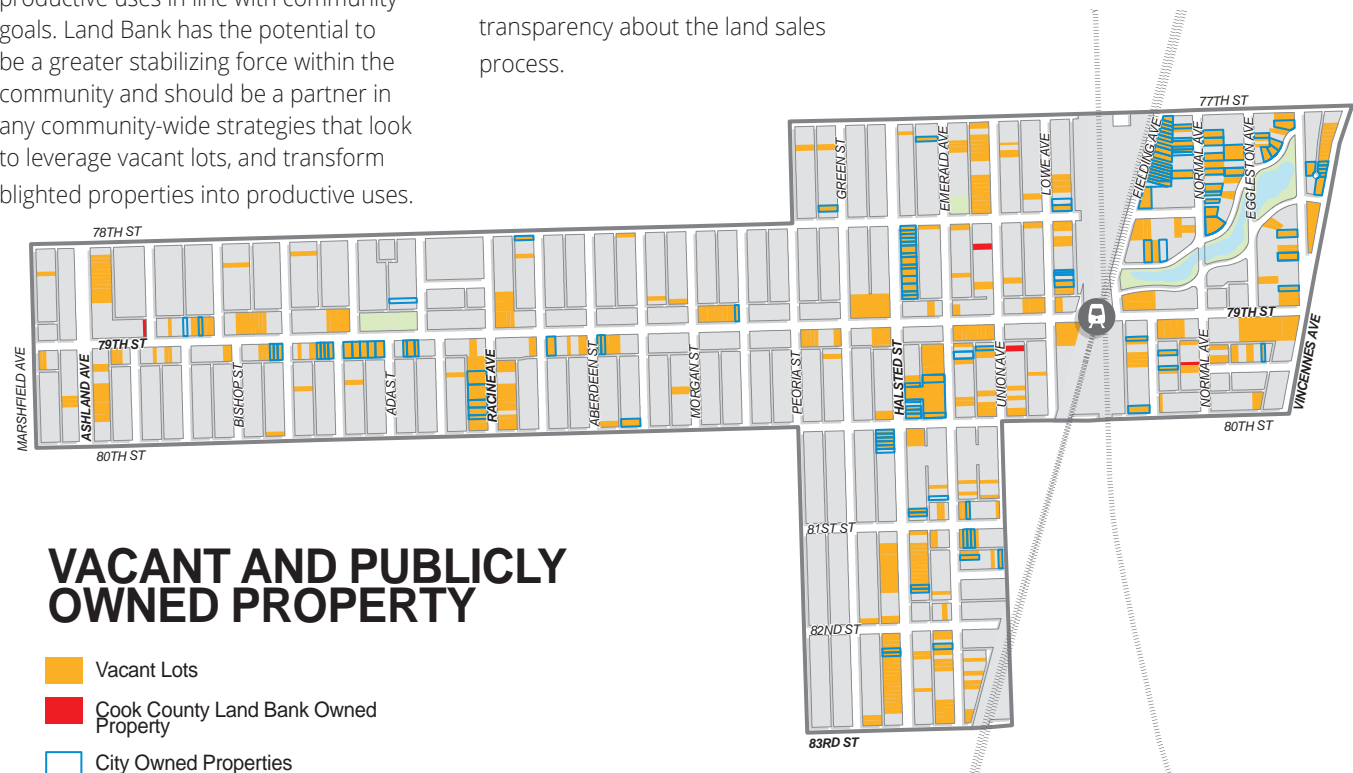 productive uses in line with community
goals. Land Bank has the potential to
be a greater stabilizing force within the
community and should be a partner in
any community-wide strategies that look
to leverage vacant lots, and transform
blighted properties into productive uses.
transparency about the land sales
process.
77TH ST
GREEN ST
EMERALD AVE
LOWE AVE
FIELDING AVE
NORMAL AVE
EGGLESTON AVE
78TH ST
79TH ST
79TH ST
MARSHFIELD AVE
ASHLAND AVE
BISHOP ST
ADA ST
RACINE AVE
ABERDEEN ST
MORGAN ST
PEORIA ST
HALSTED ST
UNION AVE
NORMAL AVE
VINCENNES AVE
80TH ST
80TH ST
81ST ST
82ND ST
83RD ST
VACANT AND PUBLICLY
OWNED PROPERTY
Vacant Lots
Cook County Land Bank Owned
Property
City Owned Properties